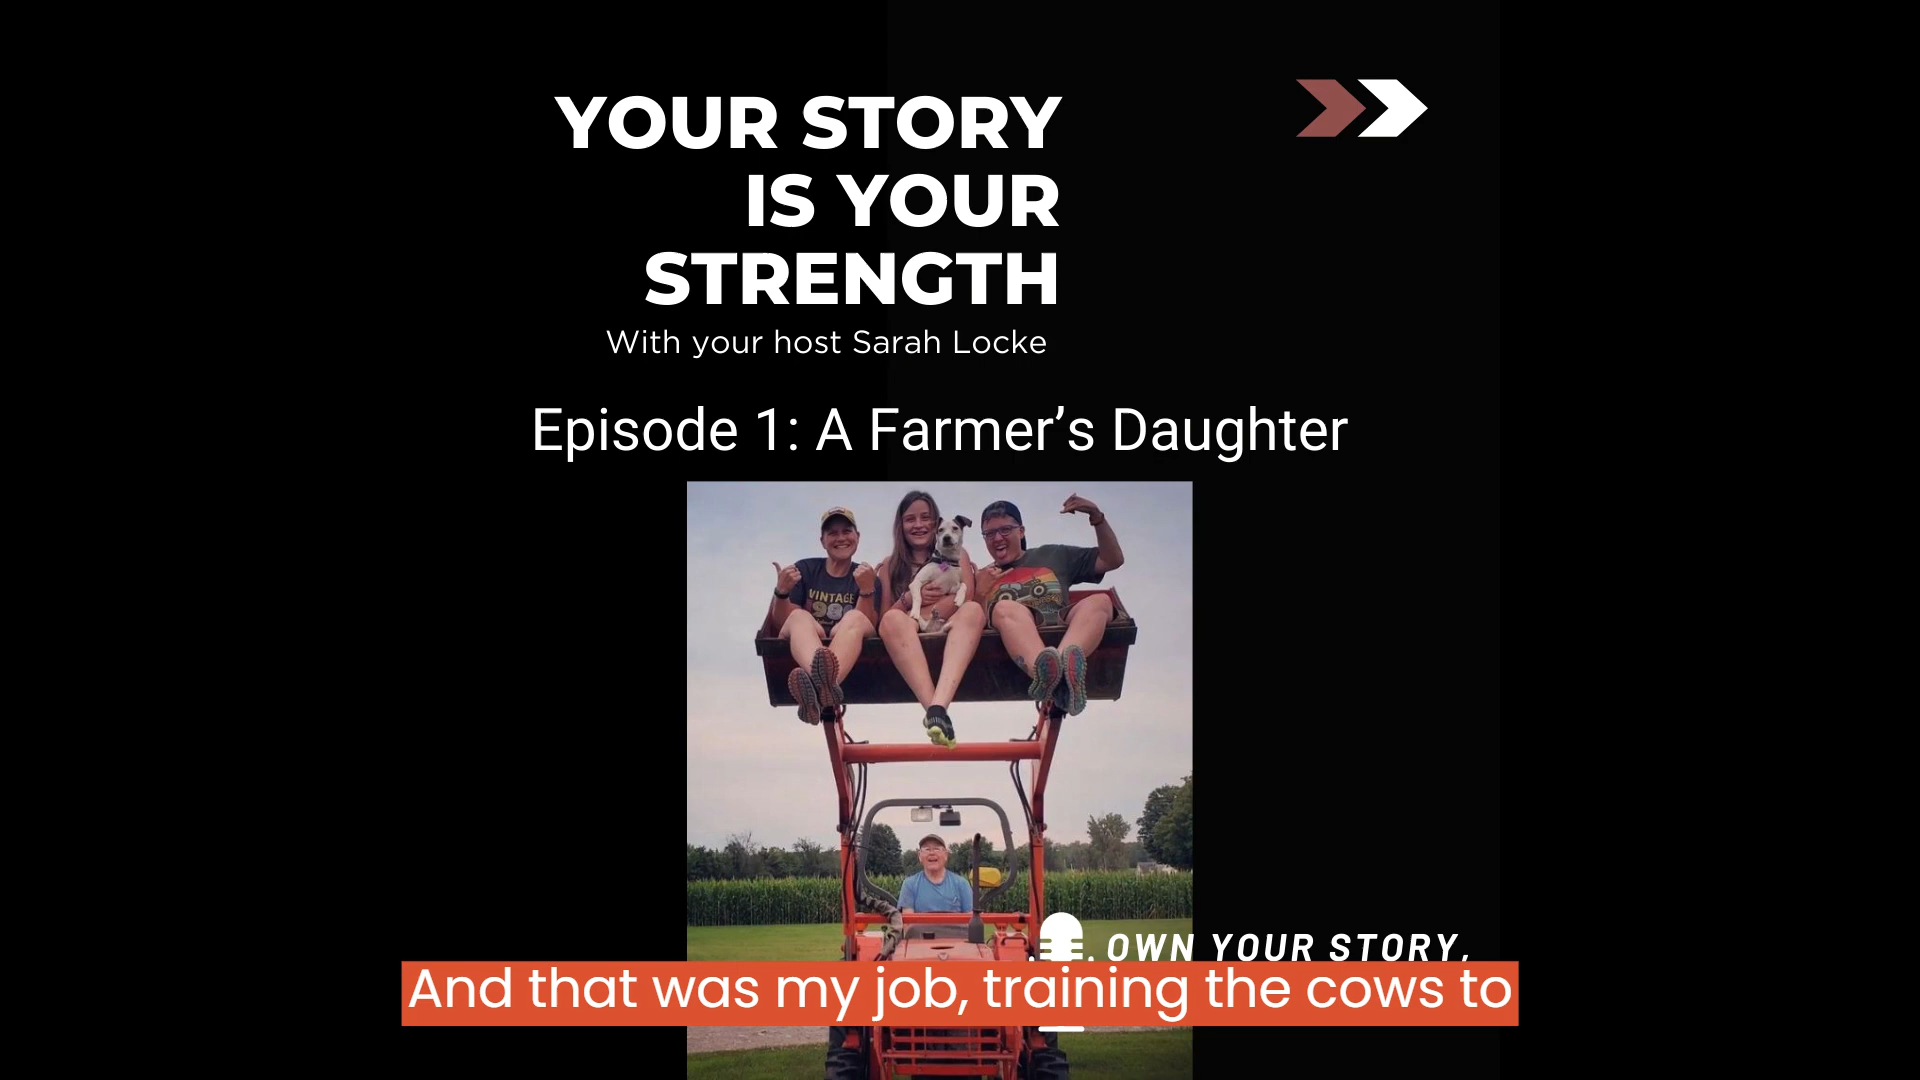 YOUR STORY
IS YOUR
STRENGTH
With your host Sarah Locke
Episode 1: A Farmer’s Daughter
VINTAGE
OWN YOUR STORY,
And that was my job, training the cows to